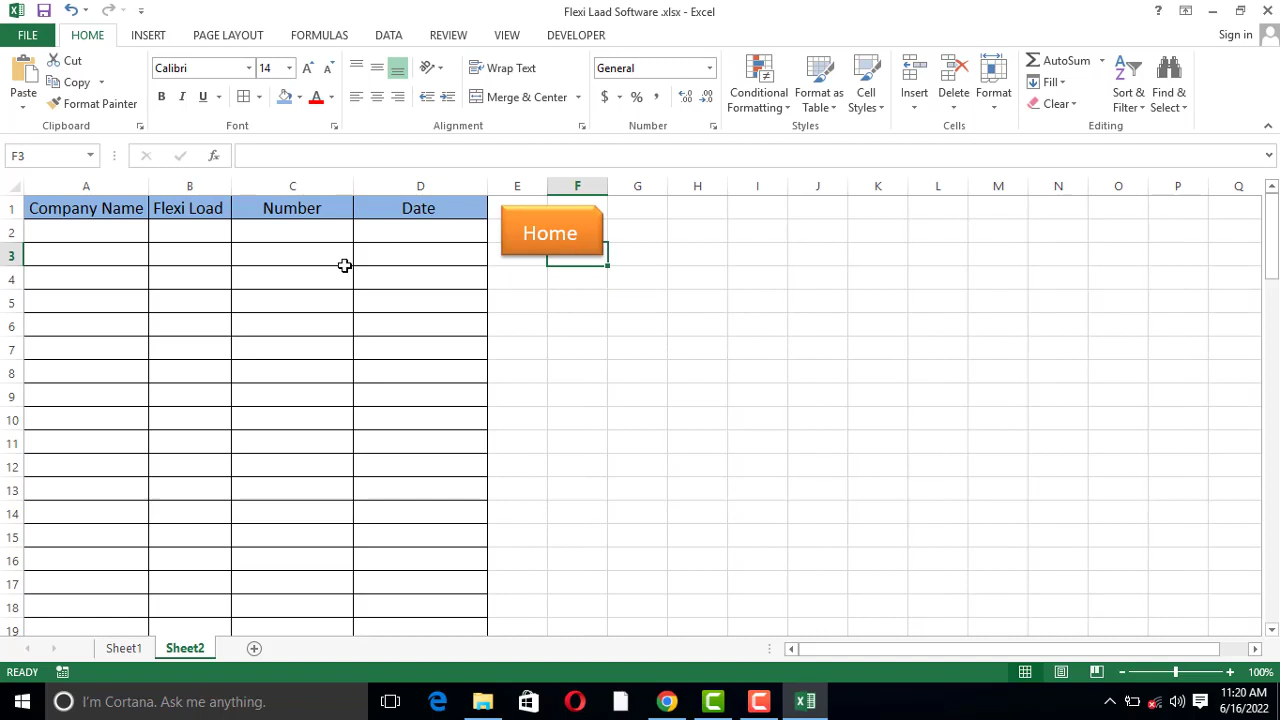 Flexi Laad Software .xlsx - Excel
?
FILE HOME INSERT PAGE LAYOUT FORMULAS DATA REVIEW VIEW DEVELOPER Sign in
Paste Cut Copy Format Painter
Calibri 14 A A
B I U A
Wrap Text
Merge & Center
General
$ % ,
Conditional Formatting Format as Table Cell Styles
Insert Delete Format
AutoSum Fill Clear
Sort & Filter Find & Select
Clipboard Font Alignment Number Styles Cells Editing
F3 fx
A B C D E F G H I J K L M N O P Q
1 Company Name Flexi Load Number Date
Home
2
3
4
5
6
7
8
9
10
11
12
13
14
15
16
17
18
19
Sheet1 Sheet2
READY 100%
I'm Cortana. Ask me anything.
11:20 AM
6/16/2022